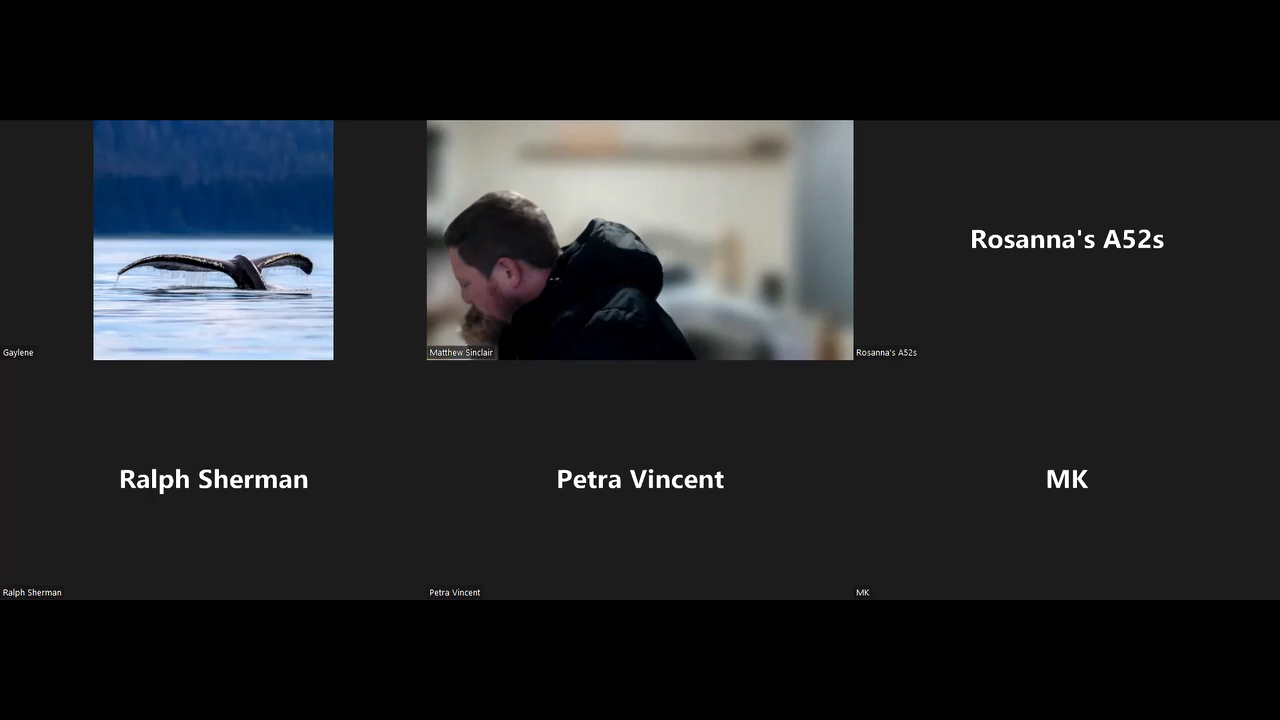 Rosanna's A52s
Gaylene
Matthew Sinclair
Rosanna's A52s
Ralph Sherman
Petra Vincent
MK
Ralph Sherman
Petra Vincent
MK